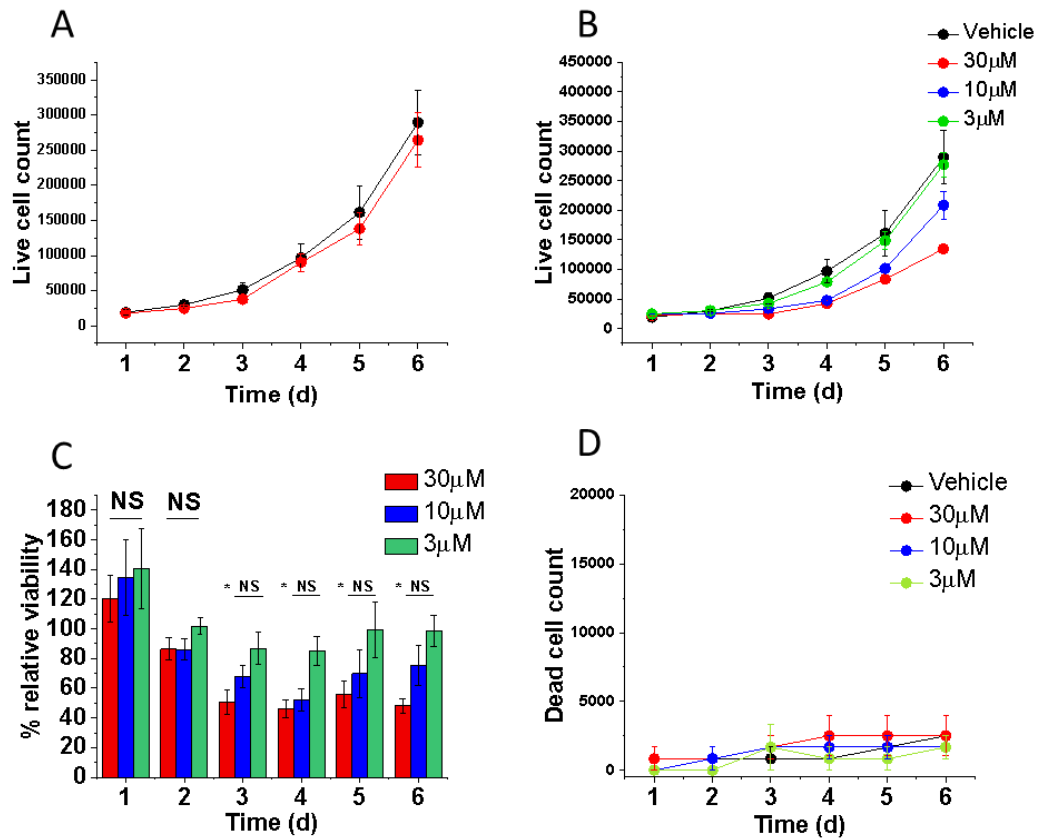 A
Live cell count
350000
300000
250000
200000
150000
100000
50000
0
1 2 3 4 5 6
Time (d)
B
Vehicle
30μM
10μM
3μM
Live cell count
450000
400000
350000
300000
250000
200000
150000
100000
50000
0
1 2 3 4 5 6
Time (d)
C
30μM
10μM
3μM
% relative viability
180
160
140
120
100
80
60
40
20
0
NS NS
* NS * NS * NS * NS
1 2 3 4 5 6
Time (d)
D
Vehicle
30μM
10μM
3μM
Dead cell count
20000
15000
10000
5000
0
1 2 3 4 5 6
Time (d)